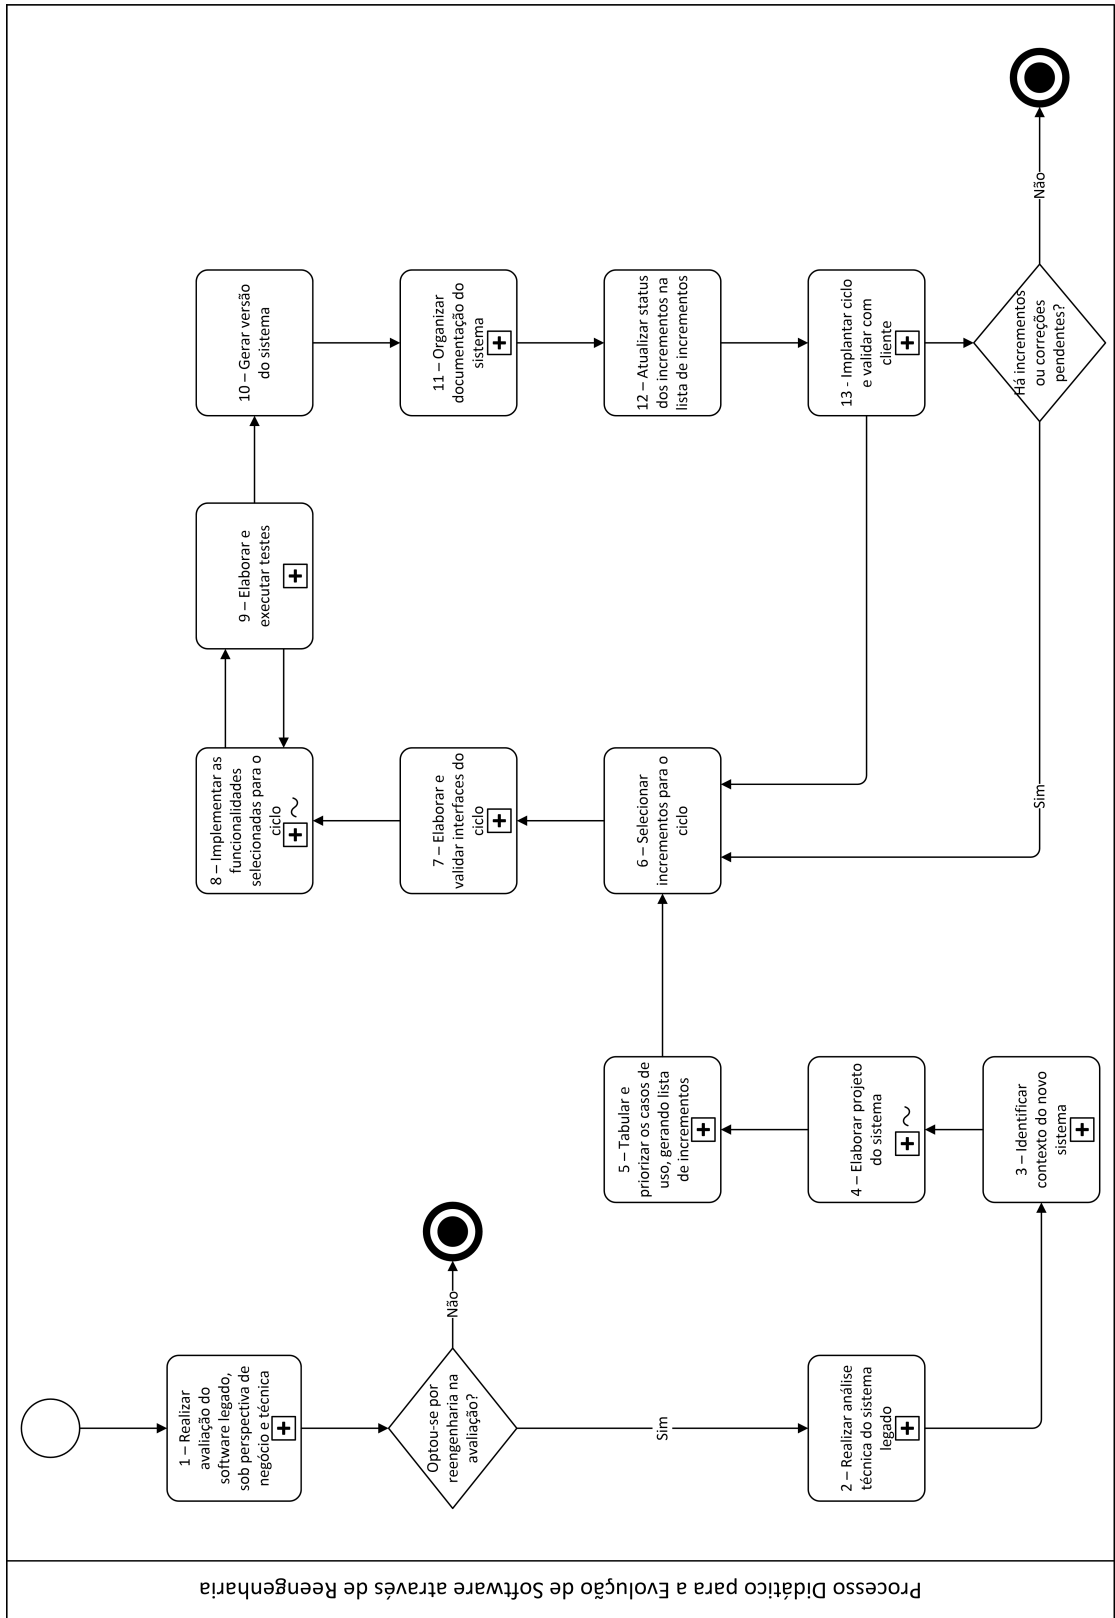 Processo Didático para a Evolução de Software através de Reengenharia
1 – Realizar
avaliação do
software legado,
sob perspectiva de
negócio e técnica
Optou-se por
reengenharia na
avaliação?
Não
Sim
2 – Realizar análise
técnica do sistema
legado
3 – Identificar
contexto do novo
sistema
4 – Elaborar projeto
do sistema
5 – Tabular e
priorizar os casos de
uso, gerando lista
de incrementos
6 – Selecionar
incrementos para o
ciclo
7 – Elaborar e
validar interfaces do
ciclo
8 – Implementar as
funcionalidades
selecionadas para o
ciclo
9 – Elaborar e
executar testes
10 – Gerar versão
do sistema
11 – Organizar
documentação do
sistema
12 – Atualizar status
dos incrementos na
lista de incrementos
13 - Implantar ciclo
e validar com
cliente
Há incrementos
ou correções
pendentes?
Sim
Não